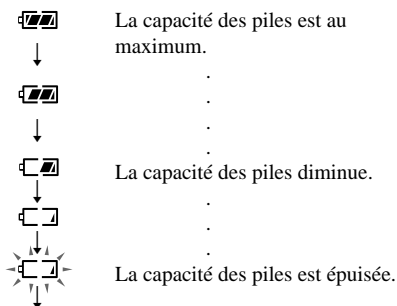 La capacité des piles est au
maximum.
.
.
.
.
La capacité des piles diminue.
.
.
.
La capacité des piles est épuisée.